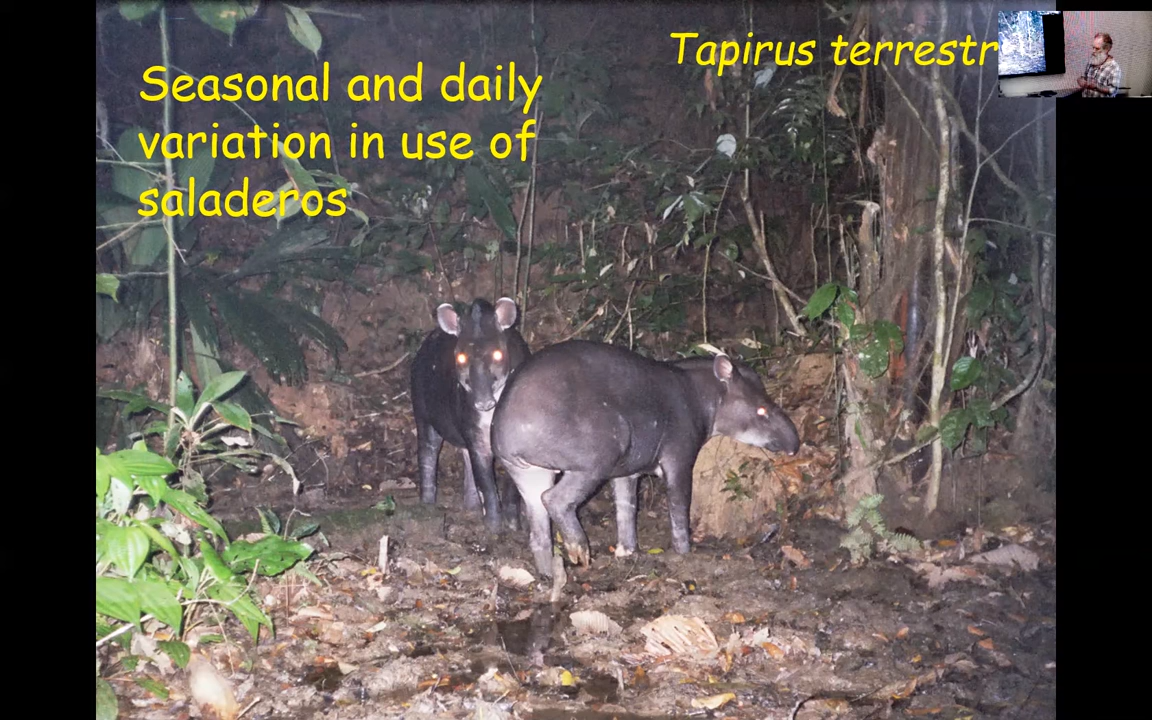 Tapirus terrestr
Seasonal and daily
variation in use of
saladeros